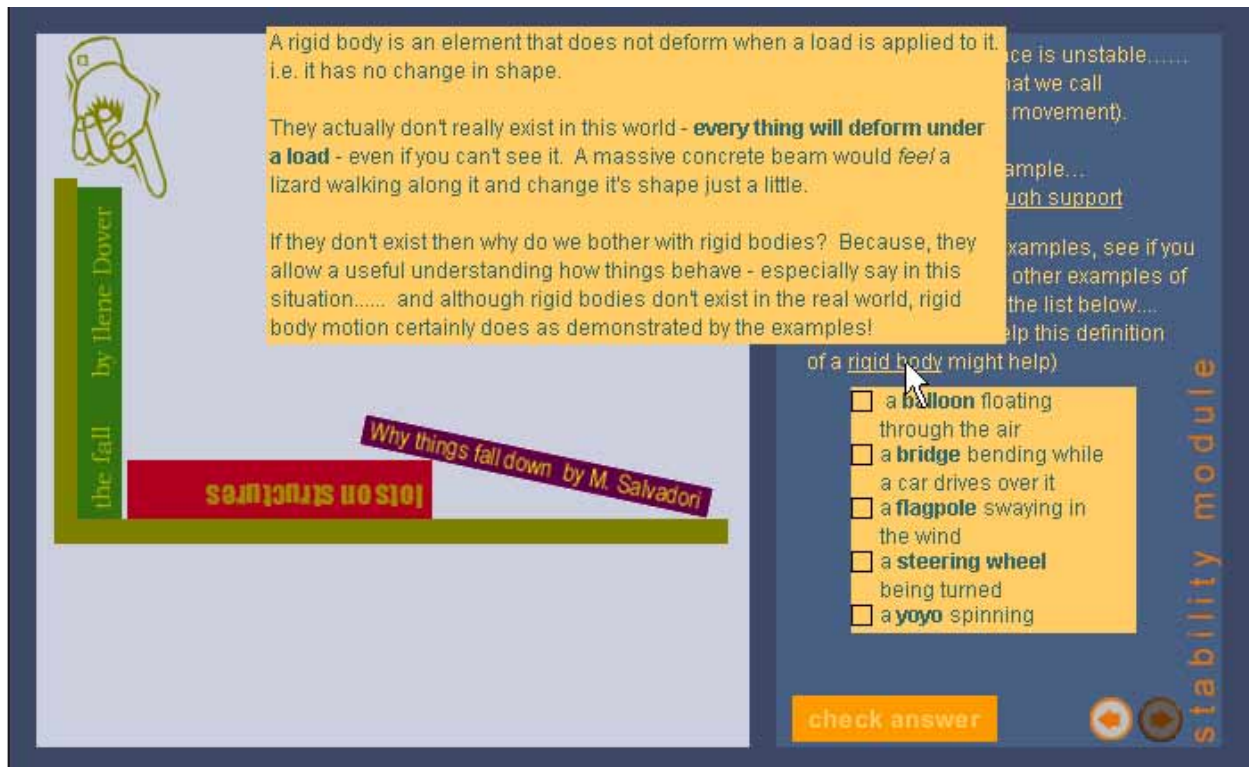 A rigid body is an element that does not deform when a load is applied to it.
i.e. it has no change in shape.
They actually don't really exist in this world - every thing will deform under
a load - even if you can't see it. A massive concrete beam would feel a
lizard walking along it and change it's shape just a little.
If they don't exist then why do we bother with rigid bodies? Because, they
allow a useful understanding how things behave - especially say in this
situation...... and although rigid bodies don't exist in the real world, rigid
body motion certainly does as demonstrated by the examples!
is unstable......
we call
movement).
support
examples, see if you
other examples of
the list below....
this definition
of a rigid body might help)
a balloon floating
through the air
a bridge bending while
a car drives over it
a flagpole swaying in
the wind
a steering wheel
being turned
a yoyo spinning
check answer
stability module
the fall by Ilene Dover
lots on structures
Why things fall down by M. Salvadori